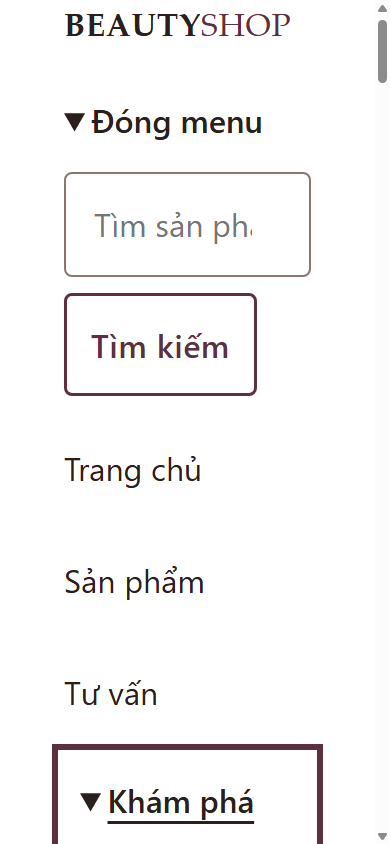 BEAUTYSHOP
Đóng menu
Tìm sản ph
Tìm kiếm
Trang chủ
Sản phẩm
Tư vấn
Khám phá